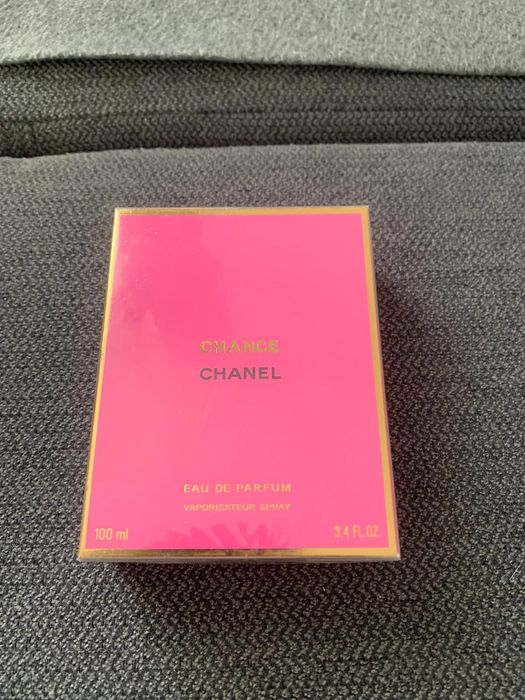 CHANCE
CHANEL
EAU DE PARFUM
VAPORISATEUR SPRAY
100 ml 3.4 FL.OZ.